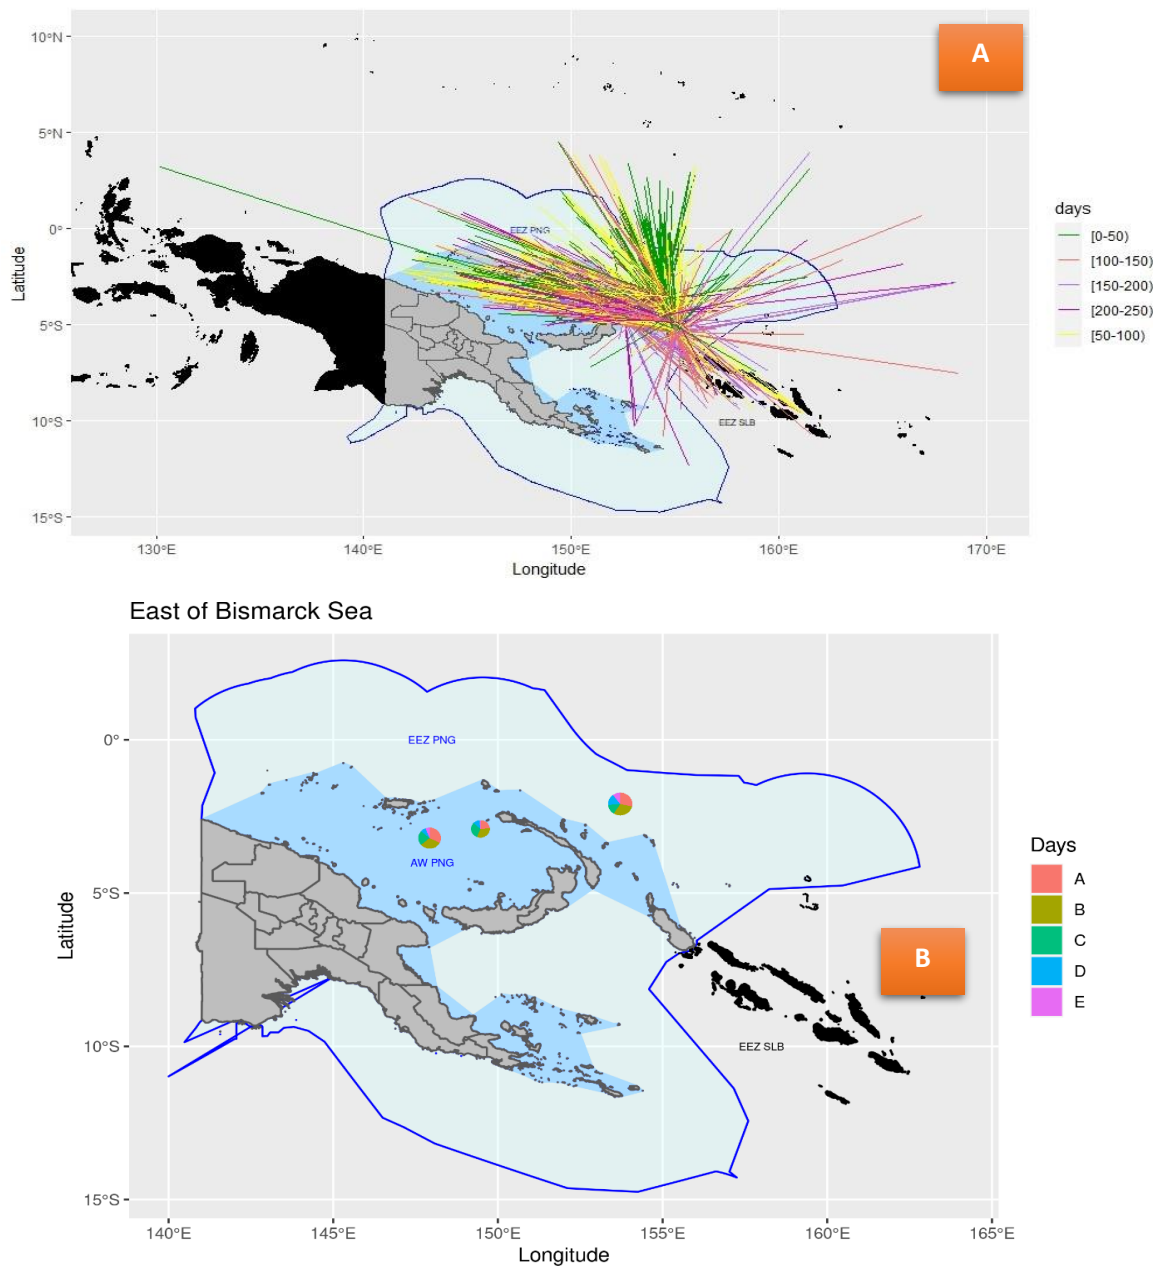 A
10°N
5°N
0°
5°S
10°S
15°S
Latitude
EEZ PNG
EEZ SLB
130°E 140°E 150°E 160°E 170°E
Longitude
days
[0-50)
[100-150)
[150-200)
[200-250)
[50-100)
East of Bismarck Sea
0°
5°S
10°S
15°S
Latitude
EEZ PNG
AW PNG
EEZ SLB
B
140°E 145°E 150°E 155°E 160°E 165°E
Longitude
Days
A
B
C
D
E